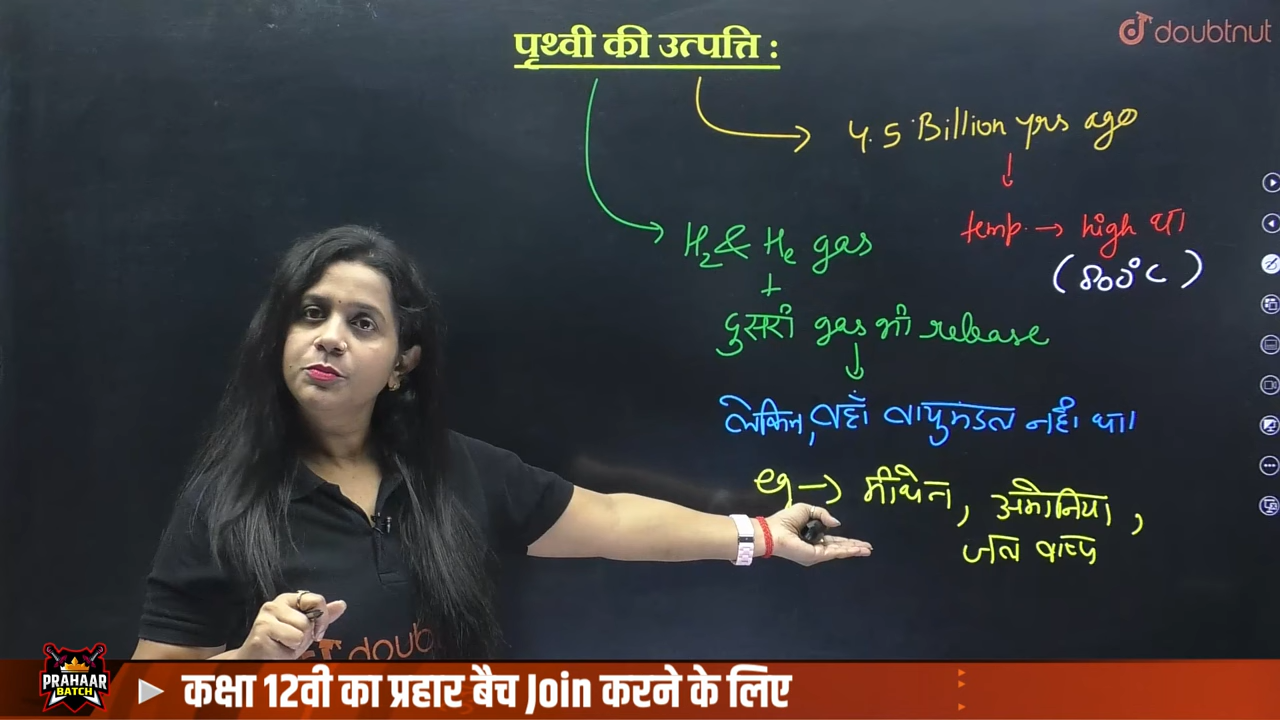 doubtnut
पृथ्वी की उत्पत्ति :
4.5 Billion yrs ago
temp. → high था
(800°C)
H₂ & He gas
+
दुसरी gas भी release
लेकिन, वहाँ वायुमंडल नहीं था।
eg → मीथेन, अमोनिया,
जल वाष्प
doub
PRAHAAR
BATCH
कक्षा 12वी का प्रहार बैच Join करने के लिए